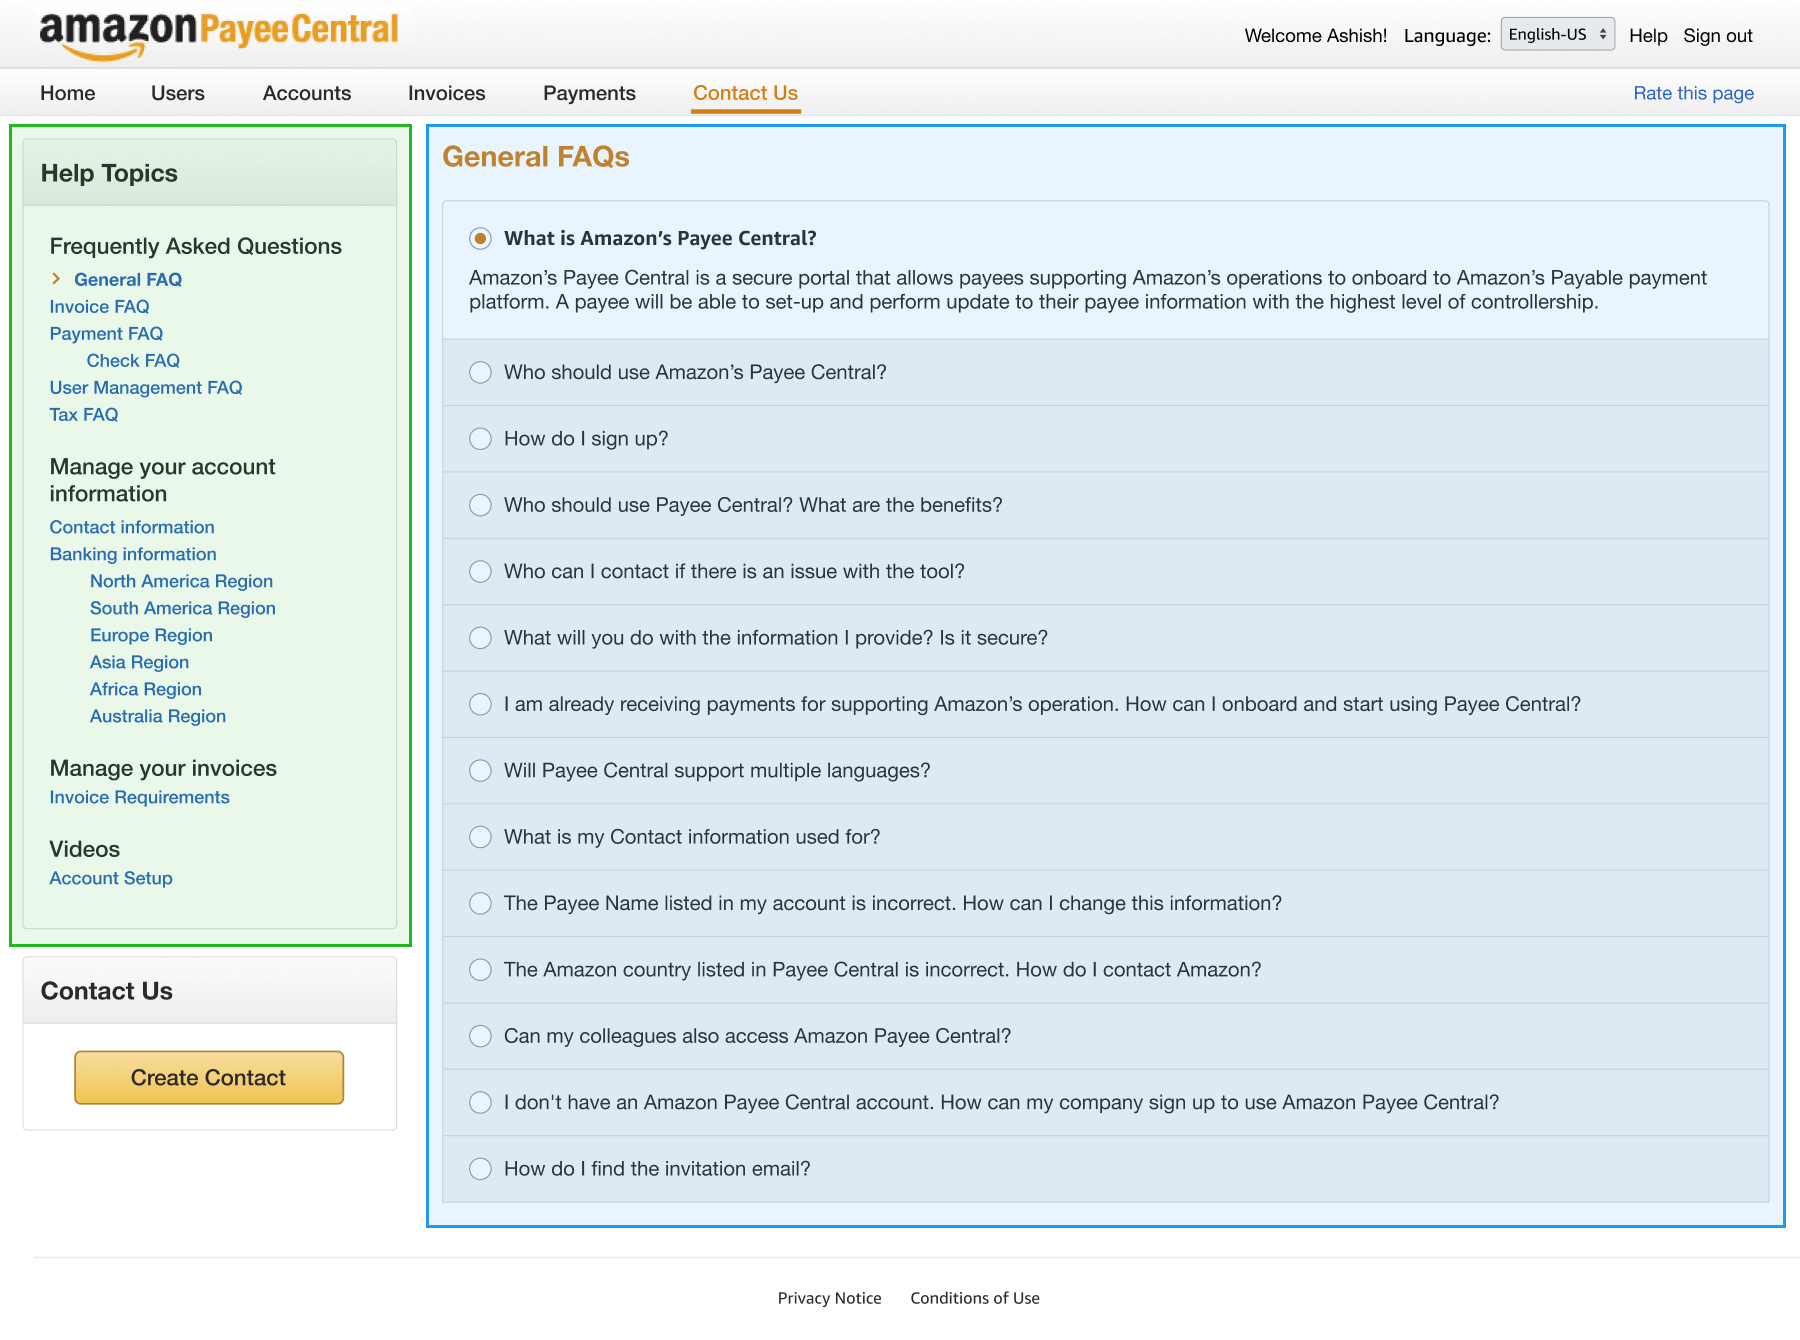 amazonPayeeCentral
Welcome Ashish! Language: English-US Help Sign out
Home Users Accounts Invoices Payments Contact Us Rate this page
Help Topics
Frequently Asked Questions
General FAQ
Invoice FAQ
Payment FAQ
Check FAQ
User Management FAQ
Tax FAQ
Manage your account
information
Contact information
Banking information
North America Region
South America Region
Europe Region
Asia Region
Africa Region
Australia Region
Manage your invoices
Invoice Requirements
Videos
Account Setup
Contact Us
Create Contact
General FAQs
What is Amazon’s Payee Central?
Amazon’s Payee Central is a secure portal that allows payees supporting Amazon’s operations to onboard to Amazon’s Payable payment
platform. A payee will be able to set-up and perform update to their payee information with the highest level of controllership.
Who should use Amazon’s Payee Central?
How do I sign up?
Who should use Payee Central? What are the benefits?
Who can I contact if there is an issue with the tool?
What will you do with the information I provide? Is it secure?
I am already receiving payments for supporting Amazon’s operation. How can I onboard and start using Payee Central?
Will Payee Central support multiple languages?
What is my Contact information used for?
The Payee Name listed in my account is incorrect. How can I change this information?
The Amazon country listed in Payee Central is incorrect. How do I contact Amazon?
Can my colleagues also access Amazon Payee Central?
I don't have an Amazon Payee Central account. How can my company sign up to use Amazon Payee Central?
How do I find the invitation email?
Privacy Notice Conditions of Use